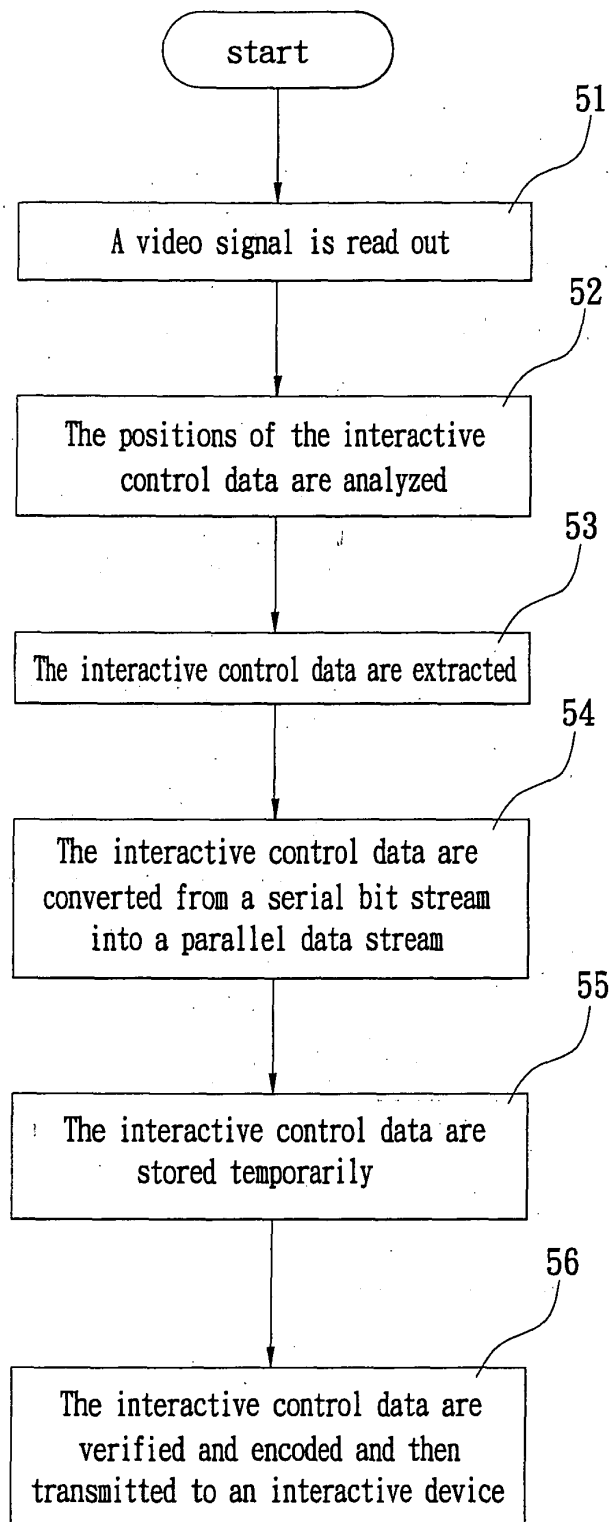 start
51
A video signal is read out
52
The positions of the interactive
control data are analyzed
53
The interactive control data are extracted
54
The interactive control data are
converted from a serial bit stream
into a parallel data stream
55
The interactive control data are
stored temporarily
56
The interactive control data are
verified and encoded and then
transmitted to an interactive device